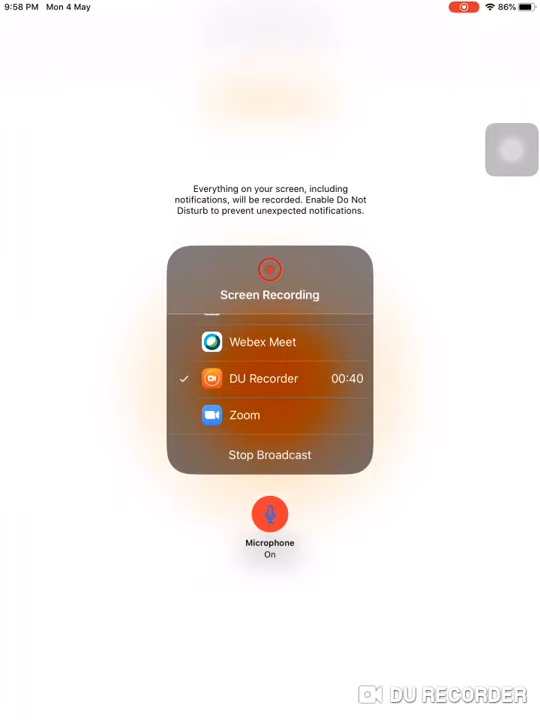 9:58 PM Mon 4 May
86%
Everything on your screen, including
notifications, will be recorded. Enable Do Not
Disturb to prevent unexpected notifications.
Screen Recording
Webex Meet
DU Recorder 00:40
Zoom
Stop Broadcast
Microphone
On
DU RECORDER